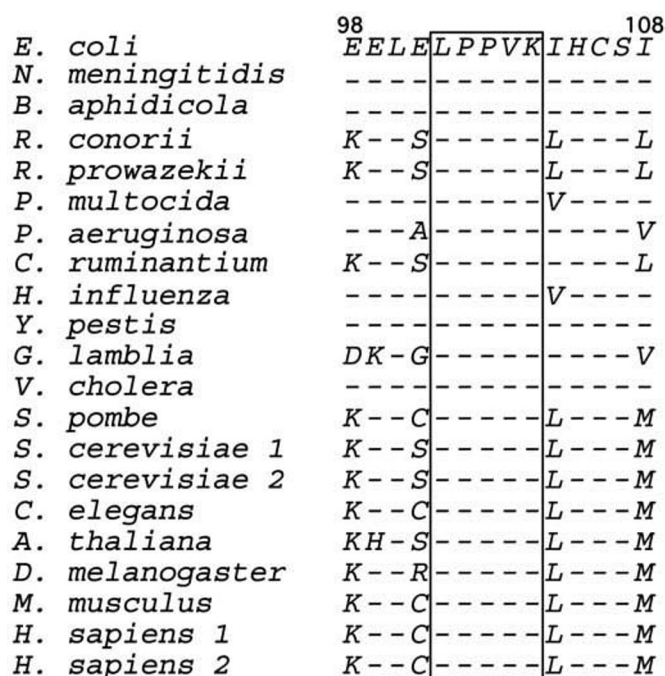 98 108
E. coli EELELPPVKIHCSI
N. meningitidis --------------
B. aphidicola --------------
R. conorii K--S-----L---L
R. prowazekii K--S-----L---L
P. multocida ---------V----
P. aeruginosa ---A---------V
C. ruminantium K--S---------L
H. influenza ---------V----
Y. pestis --------------
G. lamblia DK-G---------V
V. cholera --------------
S. pombe K--C-----L---M
S. cerevisiae 1 K--S-----L---M
S. cerevisiae 2 K--S-----L---M
C. elegans K--C-----L---M
A. thaliana KH-S-----L---M
D. melanogaster K--R-----L---M
M. musculus K--C-----L---M
H. sapiens 1 K--C-----L---M
H. sapiens 2 K--C-----L---M